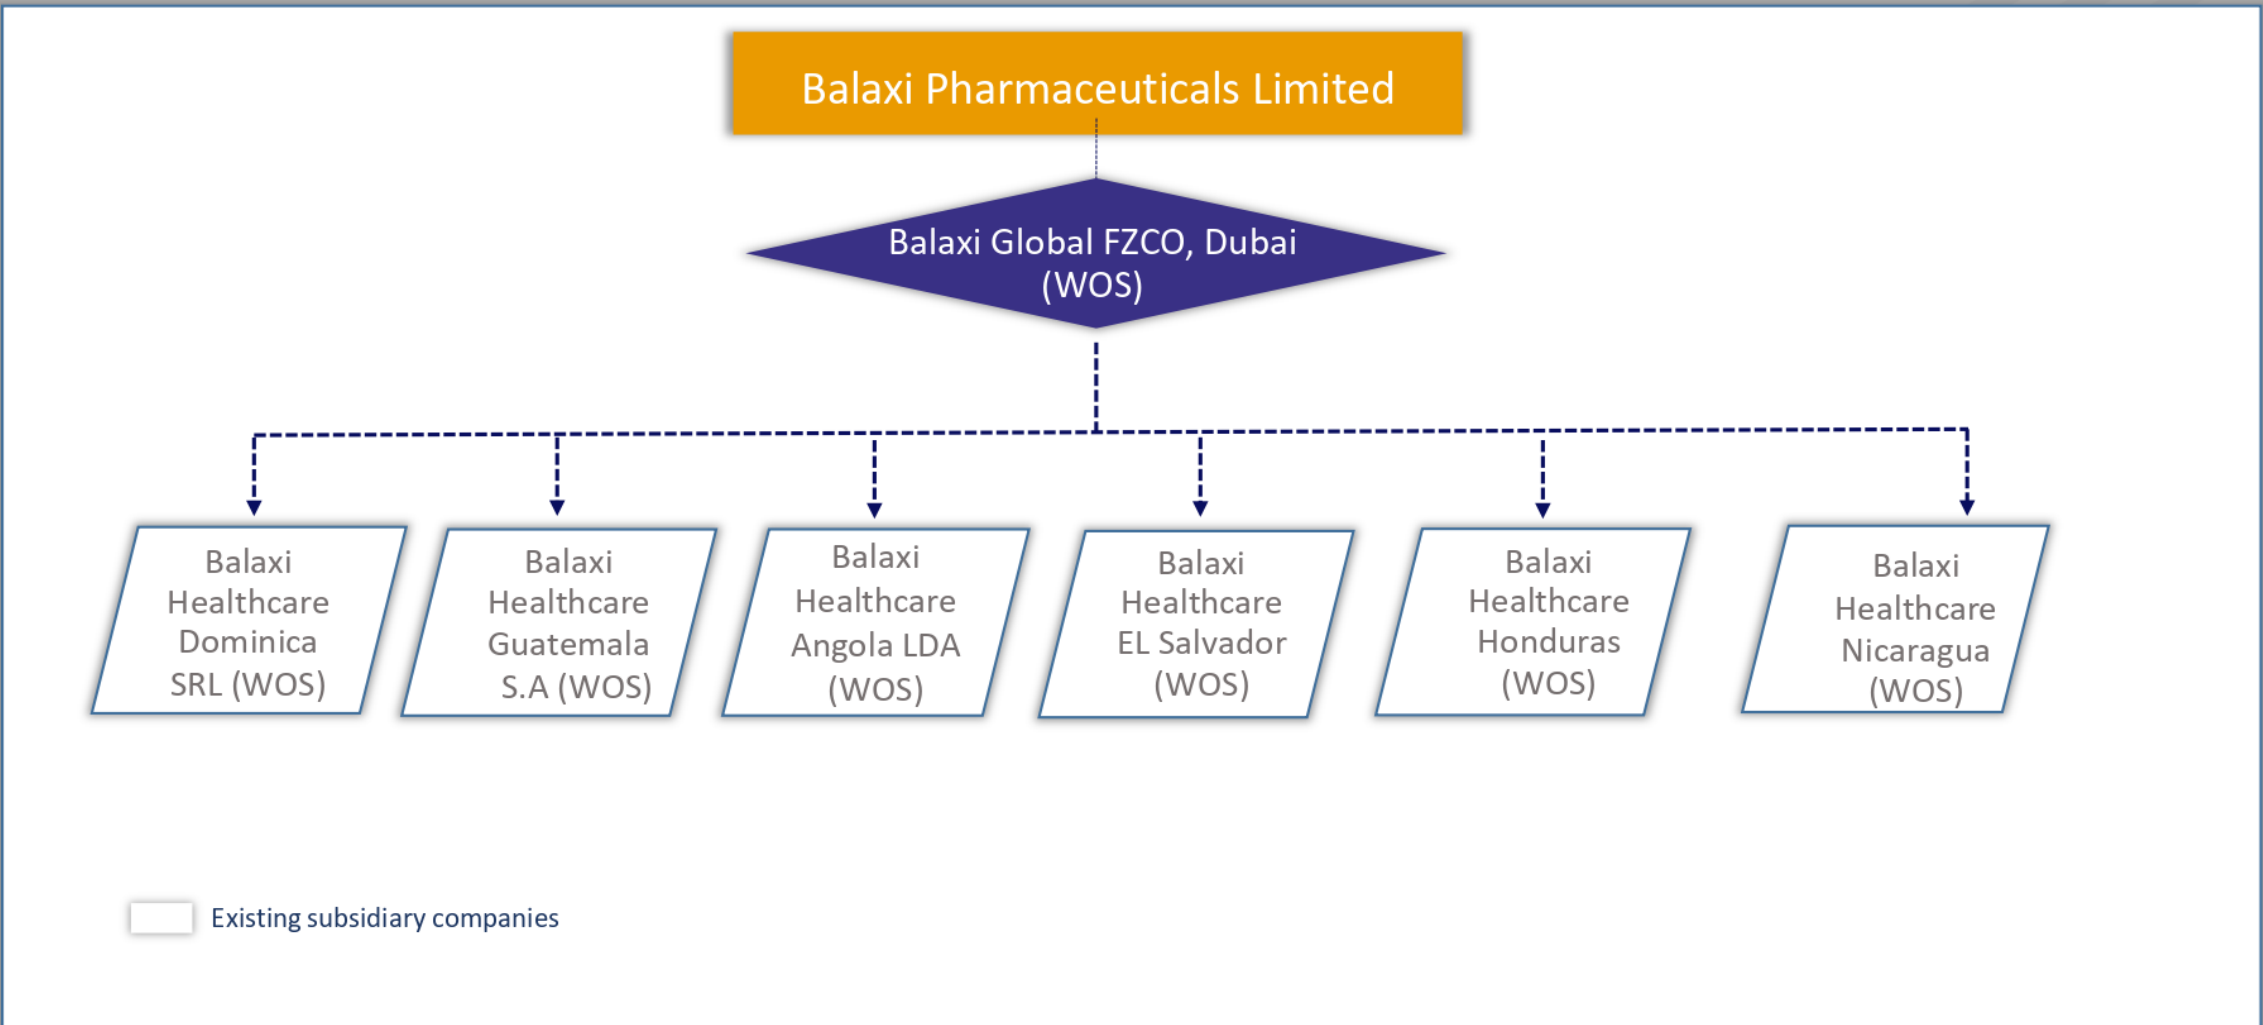 Balaxi Pharmaceuticals Limited
Balaxi Global FZCO, Dubai
(WOS)
Balaxi
Healthcare
Dominica
SRL (WOS)
Balaxi
Healthcare
Guatemala
S.A (WOS)
Balaxi
Healthcare
Angola LDA
(WOS)
Balaxi
Healthcare
EL Salvador
(WOS)
Balaxi
Healthcare
Honduras
(WOS)
Balaxi
Healthcare
Nicaragua
(WOS)
Existing subsidiary companies